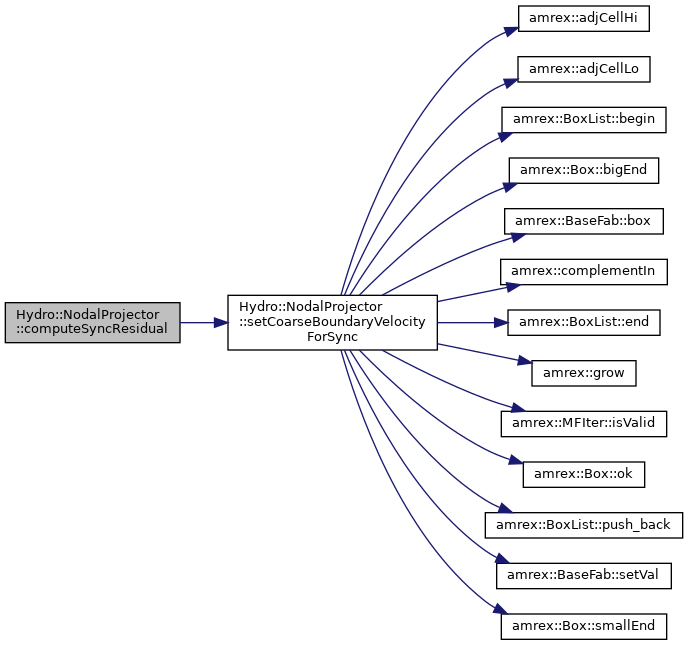 Hydro::NodalProjector
::computeSyncResidual
Hydro::NodalProjector
::setCoarseBoundaryVelocity
ForSync
amrex::adjCellHi
amrex::adjCellLo
amrex::BoxList::begin
amrex::Box::bigEnd
amrex::BaseFab::box
amrex::complementIn
amrex::BoxList::end
amrex::grow
amrex::MFIter::isValid
amrex::Box::ok
amrex::BoxList::push_back
amrex::BaseFab::setVal
amrex::Box::smallEnd